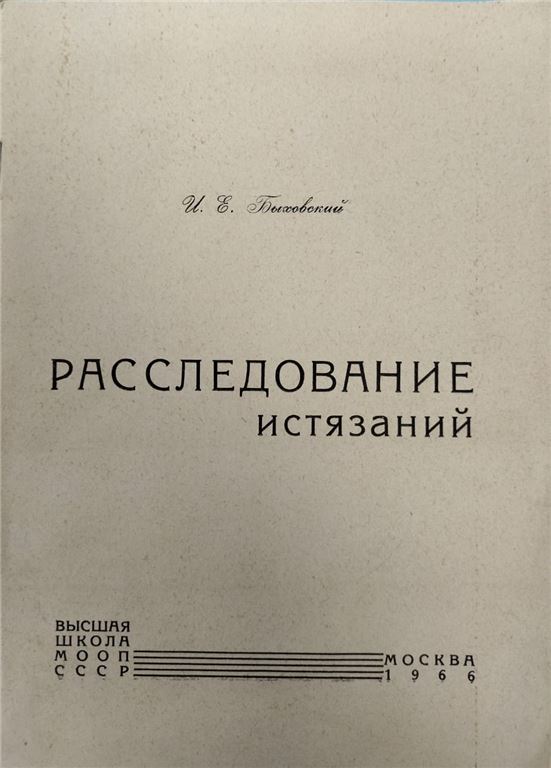 И. Е. Быховский
РАССЛЕДОВАНИЕ
ИСТЯЗАНИЙ
ВЫСШАЯ
ШКОЛА
МООП
СССР
МОСКВА
1966